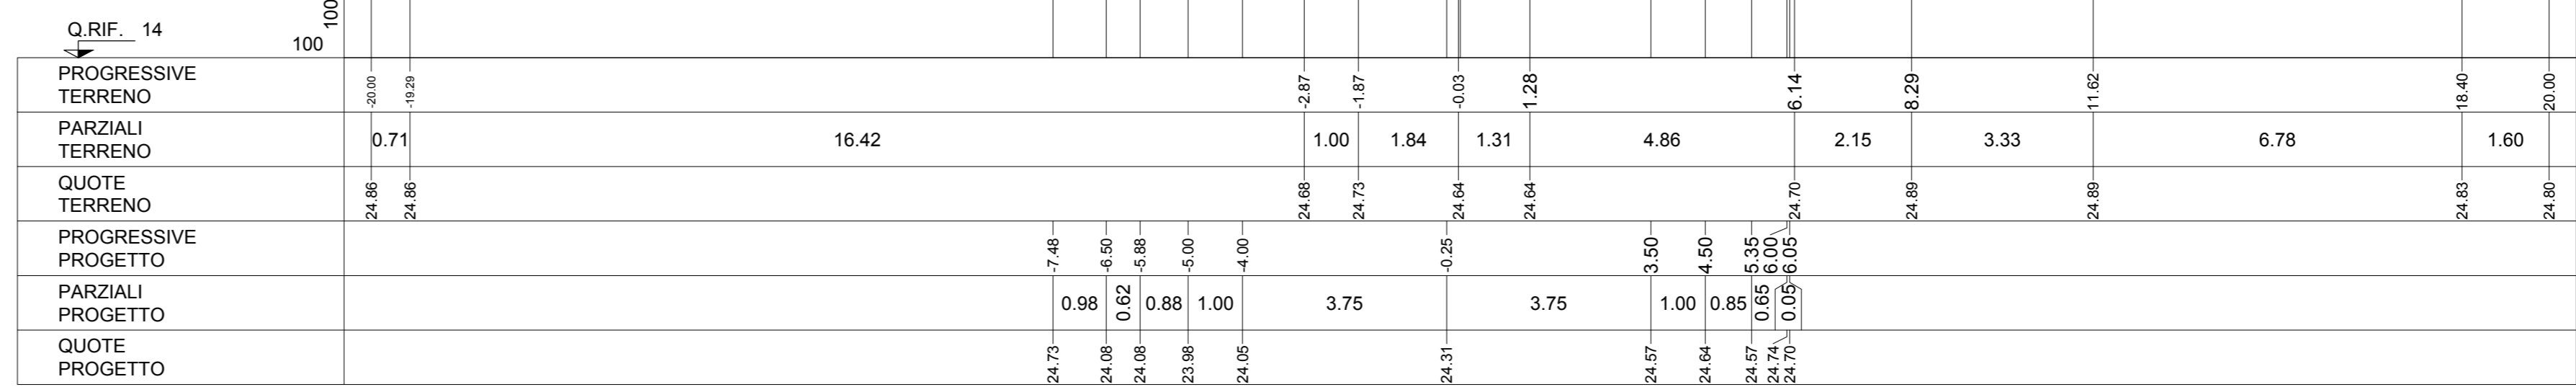 100
Q.RIF. 14
100
PROGRESSIVE
TERRENO
-20.00 -19.29 -2.87 -1.87 -0.03 1.28 6.14 8.29 11.62 18.40 20.00
PARZIALI
TERRENO
0.71 16.42 1.00 1.84 1.31 4.86 2.15 3.33 6.78 1.60
QUOTE
TERRENO
24.86 24.86 24.68 24.73 24.64 24.64 24.70 24.89 24.89 24.83 24.80
PROGRESSIVE
PROGETTO
-7.48 -6.50 -5.88 -5.00 -4.00 -0.25 3.50 4.50 5.35 6.00 6.05
PARZIALI
PROGETTO
0.98 0.62 0.88 1.00 3.75 3.75 1.00 0.85 0.65 0.05
QUOTE
PROGETTO
24.73 24.08 24.08 23.98 24.05 24.31 24.57 24.64 24.57 24.74 24.70